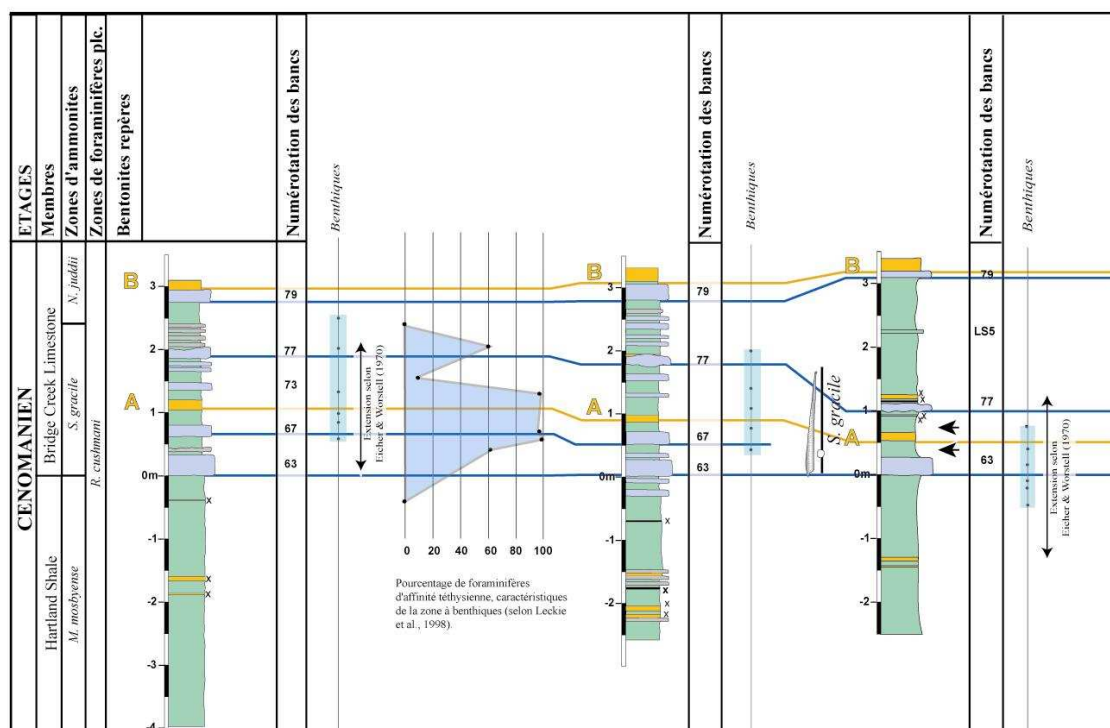 ETAGES
Membres
Zones d'ammonites
Zones de foraminifères plc.
Bentonites repères
Numérotation des bancs
Benthiques
Numérotation des bancs
Benthiques
Numérotation des bancs
Benthiques
CENOMANIEN
Bridge Creek Limestone
Hartland Shale
N. juddii
S. gracile
M. mosbyense
R. cushmani
B
A
3
2
1
0m
-1
-2
-3
-4
x
x
x
79
77
73
67
63
Extension selon
Eicher & Worstell (1970)
0 20 40 60 80 100
Pourcentage de foraminifères
d'affinité téthysienne, caractéristiques
de la zone à benthiques (selon Leckie
et al., 1998).
B
A
3
2
1
0m
-1
-2
x
x
x
x
79
77
67
63
S. gracile
B
A
3
2
1
0m
-1
-2
x
x
x
79
LS5
77
63
Extension selon
Eicher & Worstell (1970)